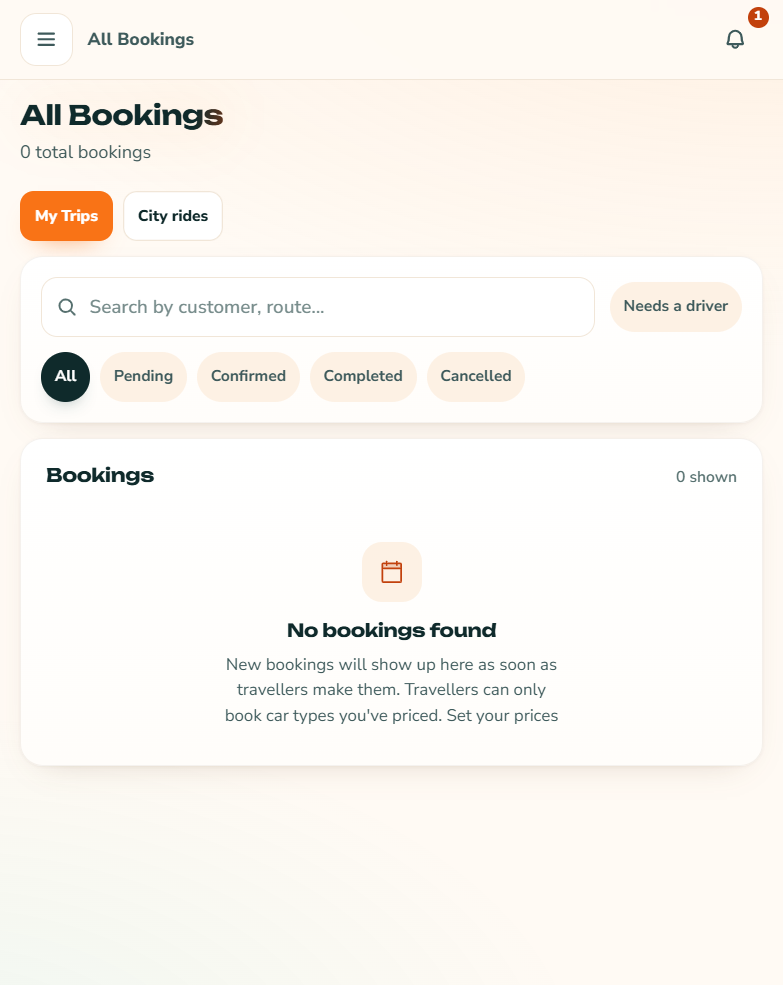 All Bookings
1
All Bookings
0 total bookings
My Trips
City rides
Search by customer, route...
Needs a driver
All
Pending
Confirmed
Completed
Cancelled
Bookings
0 shown
No bookings found
New bookings will show up here as soon as
travellers make them. Travellers can only
book car types you've priced. Set your prices